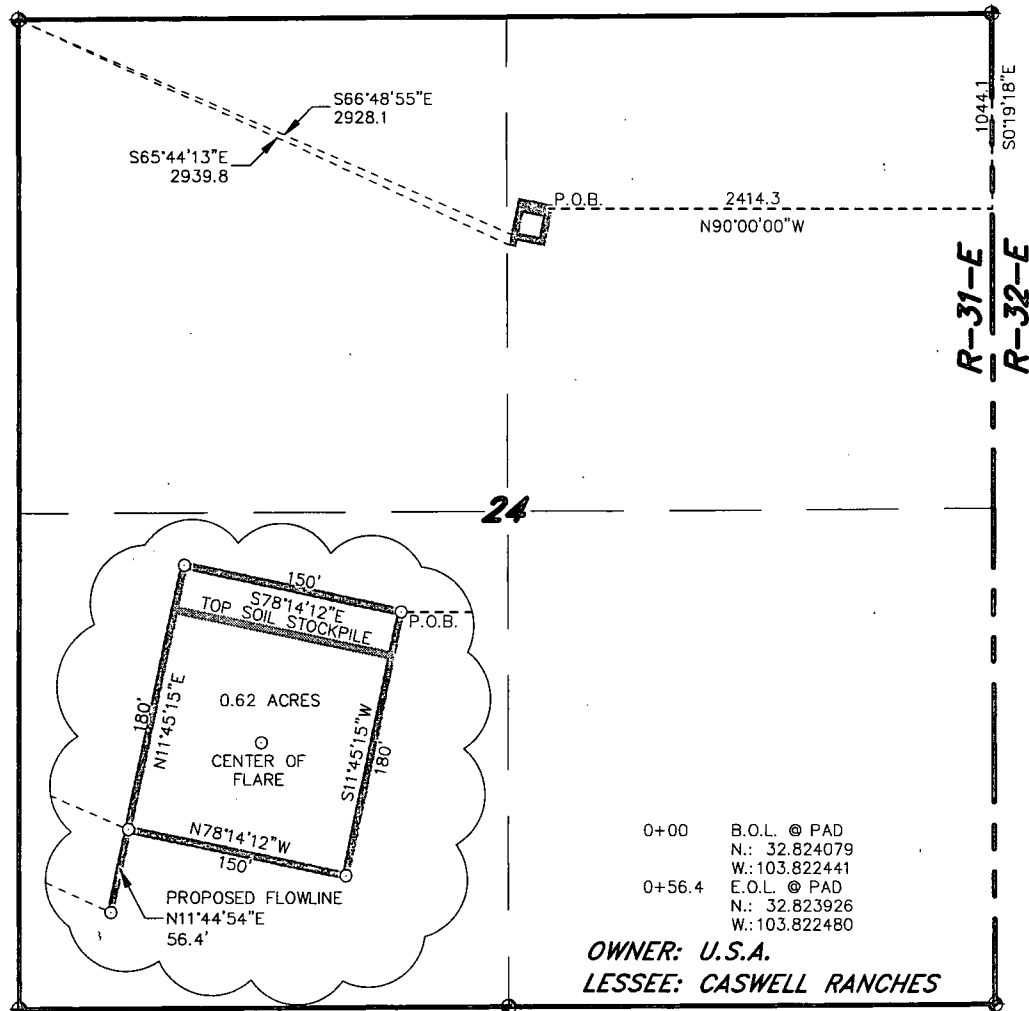 S66°48'55"E
2928.1
S65°44'13"E
2939.8
1044.1
S0°19'18"E
P.O.B.
2414.3
N90°00'00"W
R-31-E
R-32-E
24
150'
S78°14'12"E
TOP SOIL STOCKPILE
P.O.B.
180'
N11°45'15"E
0.62 ACRES
CENTER OF
FLARE
S11°45'15"W
180'
N78°14'12"W
150'
PROPOSED FLOWLINE
N11°44'54"E
56.4'
0+00 B.O.L. @ PAD
N.: 32.824079
W.:103.822441
0+56.4 E.O.L. @ PAD
N.: 32.823926
W.:103.822480
OWNER: U.S.A.
LESSEE: CASWELL RANCHES